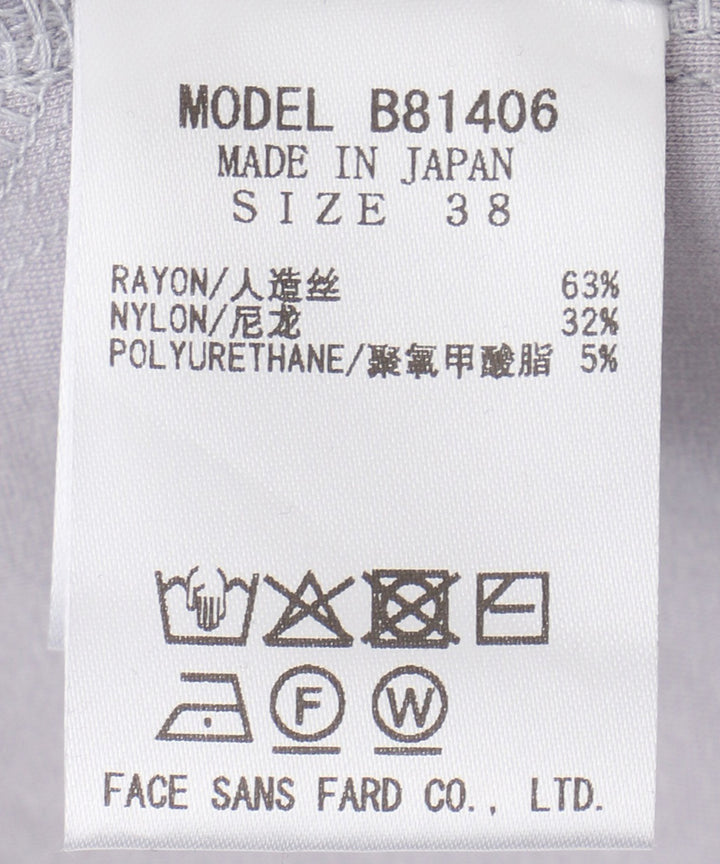 MODEL B81406
MADE IN JAPAN
SIZE 38
RAYON/人造丝 63%
NYLON/尼龙 32%
POLYURETHANE/聚氧甲酸脂 5%
F W
FACE SANS FARD CO., LTD.